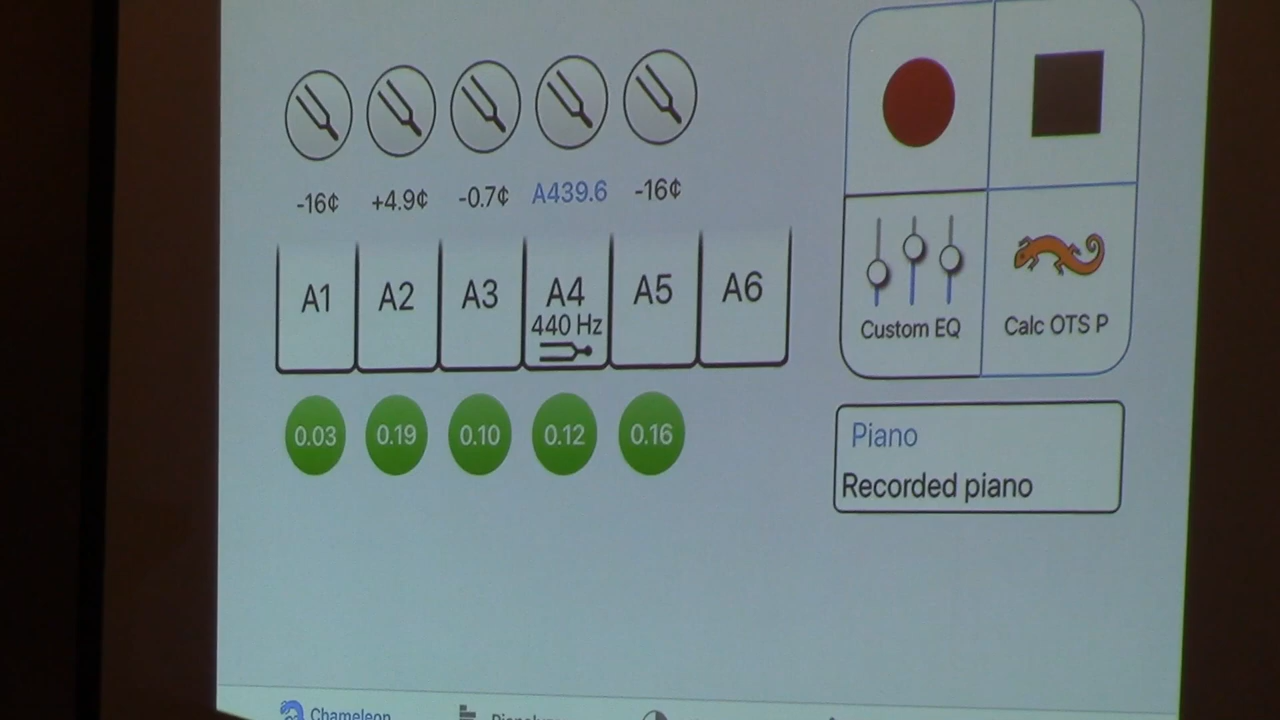 -16¢ +4.9¢ -0.7¢ A439.6 -16¢
A1 A2 A3 A4 A5 A6
440 Hz
0.03 0.19 0.10 0.12 0.16
Custom EQ Calc OTS P
Piano
Recorded piano
Chameleon